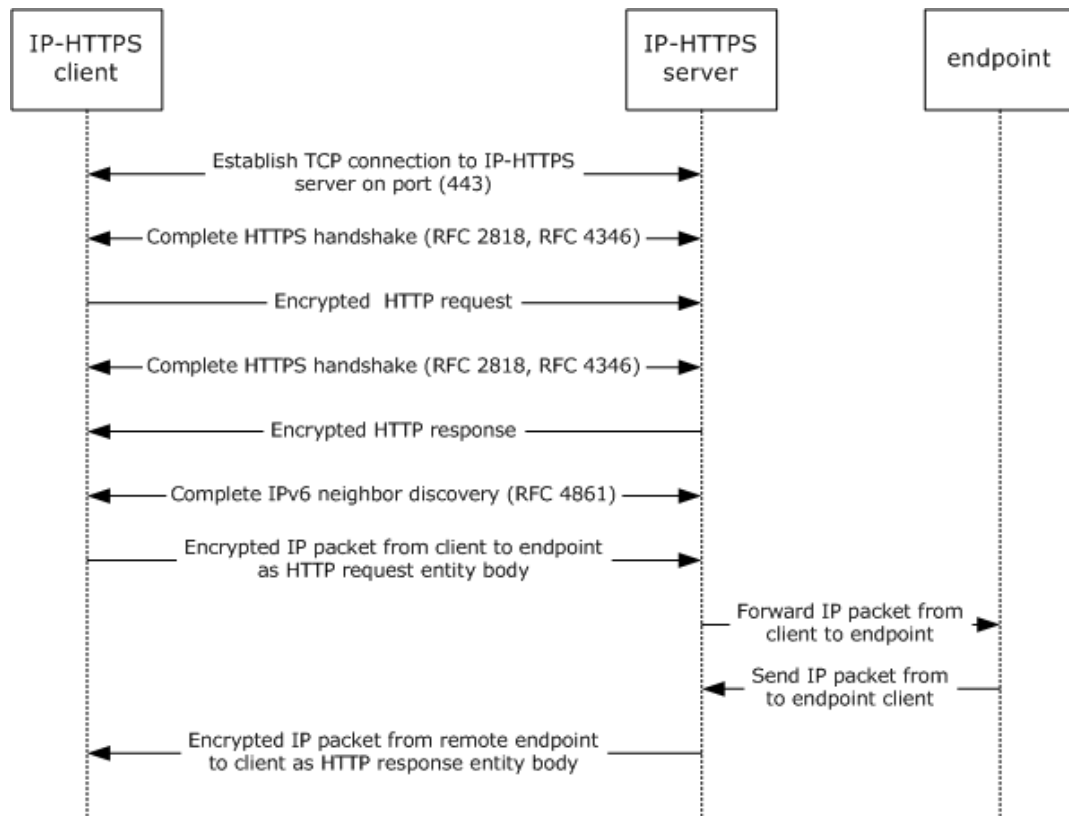 IP-HTTPS
client
IP-HTTPS
server
endpoint
Establish TCP connection to IP-HTTPS
server on port (443)
Complete HTTPS handshake (RFC 2818, RFC 4346)
Encrypted HTTP request
Complete HTTPS handshake (RFC 2818, RFC 4346)
Encrypted HTTP response
Complete IPv6 neighbor discovery (RFC 4861)
Encrypted IP packet from client to endpoint
as HTTP request entity body
Forward IP packet from
client to endpoint
Send IP packet from
to endpoint client
Encrypted IP packet from remote endpoint
to client as HTTP response entity body